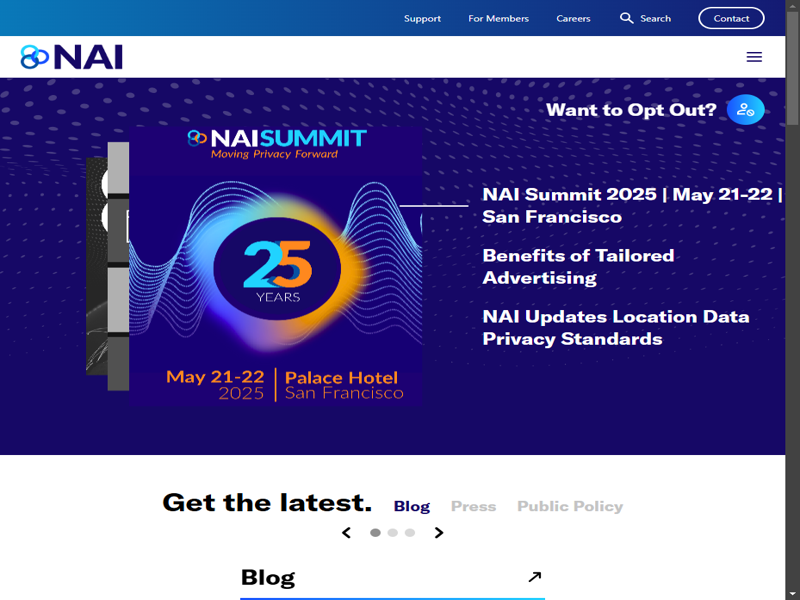 Support For Members Careers Search Contact
NAI
Want to Opt Out?
NAISUMMIT
Moving Privacy Forward
25
YEARS
May 21-22
2025
Palace Hotel
San Francisco
NAI Summit 2025 | May 21-22 |
San Francisco
Benefits of Tailored
Advertising
NAI Updates Location Data
Privacy Standards
Get the latest. Blog Press Public Policy
Blog